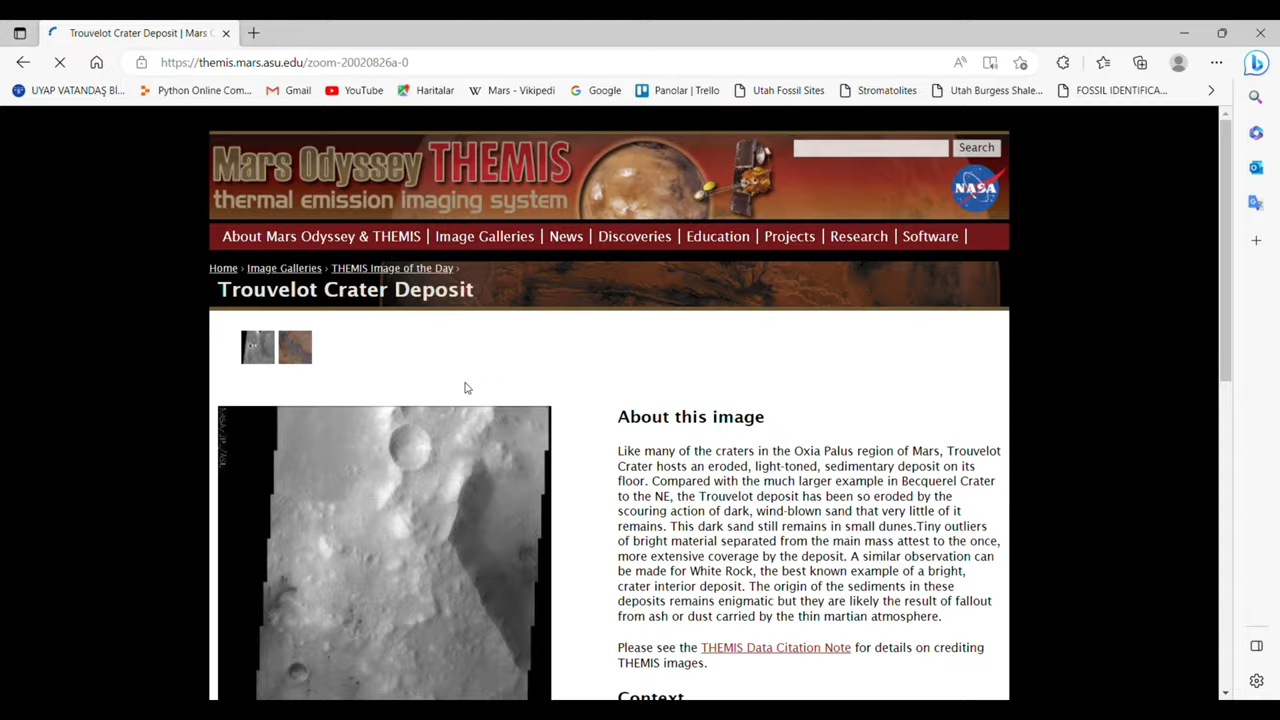 Trouvelot Crater Deposit | Mars
https://themis.mars.asu.edu/zoom-20020826a-0
UYAP VATANDAŞ Bİ... Python Online Com... Gmail YouTube Haritalar Mars - Vikipedi Google Panolar | Trello Utah Fossil Sites Stromatolites Utah Burgess Shale... FOSSIL IDENTIFICA...
Mars Odyssey THEMIS
thermal emission imaging system
Search
NASA
About Mars Odyssey & THEMIS | Image Galleries | News | Discoveries | Education | Projects | Research | Software |
Home › Image Galleries › THEMIS Image of the Day ›
Trouvelot Crater Deposit
About this image
Like many of the craters in the Oxia Palus region of Mars, Trouvelot
Crater hosts an eroded, light-toned, sedimentary deposit on its
floor. Compared with the much larger example in Becquerel Crater
to the NE, the Trouvelot deposit has been so eroded by the
scouring action of dark, wind-blown sand that very little of it
remains. This dark sand still remains in small dunes.Tiny outliers
of bright material separated from the main mass attest to the once,
more extensive coverage by the deposit. A similar observation can
be made for White Rock, the best known example of a bright,
crater interior deposit. The origin of the sediments in these
deposits remains enigmatic but they are likely the result of fallout
from ash or dust carried by the thin martian atmosphere.
Please see the THEMIS Data Citation Note for details on crediting
THEMIS images.
Context